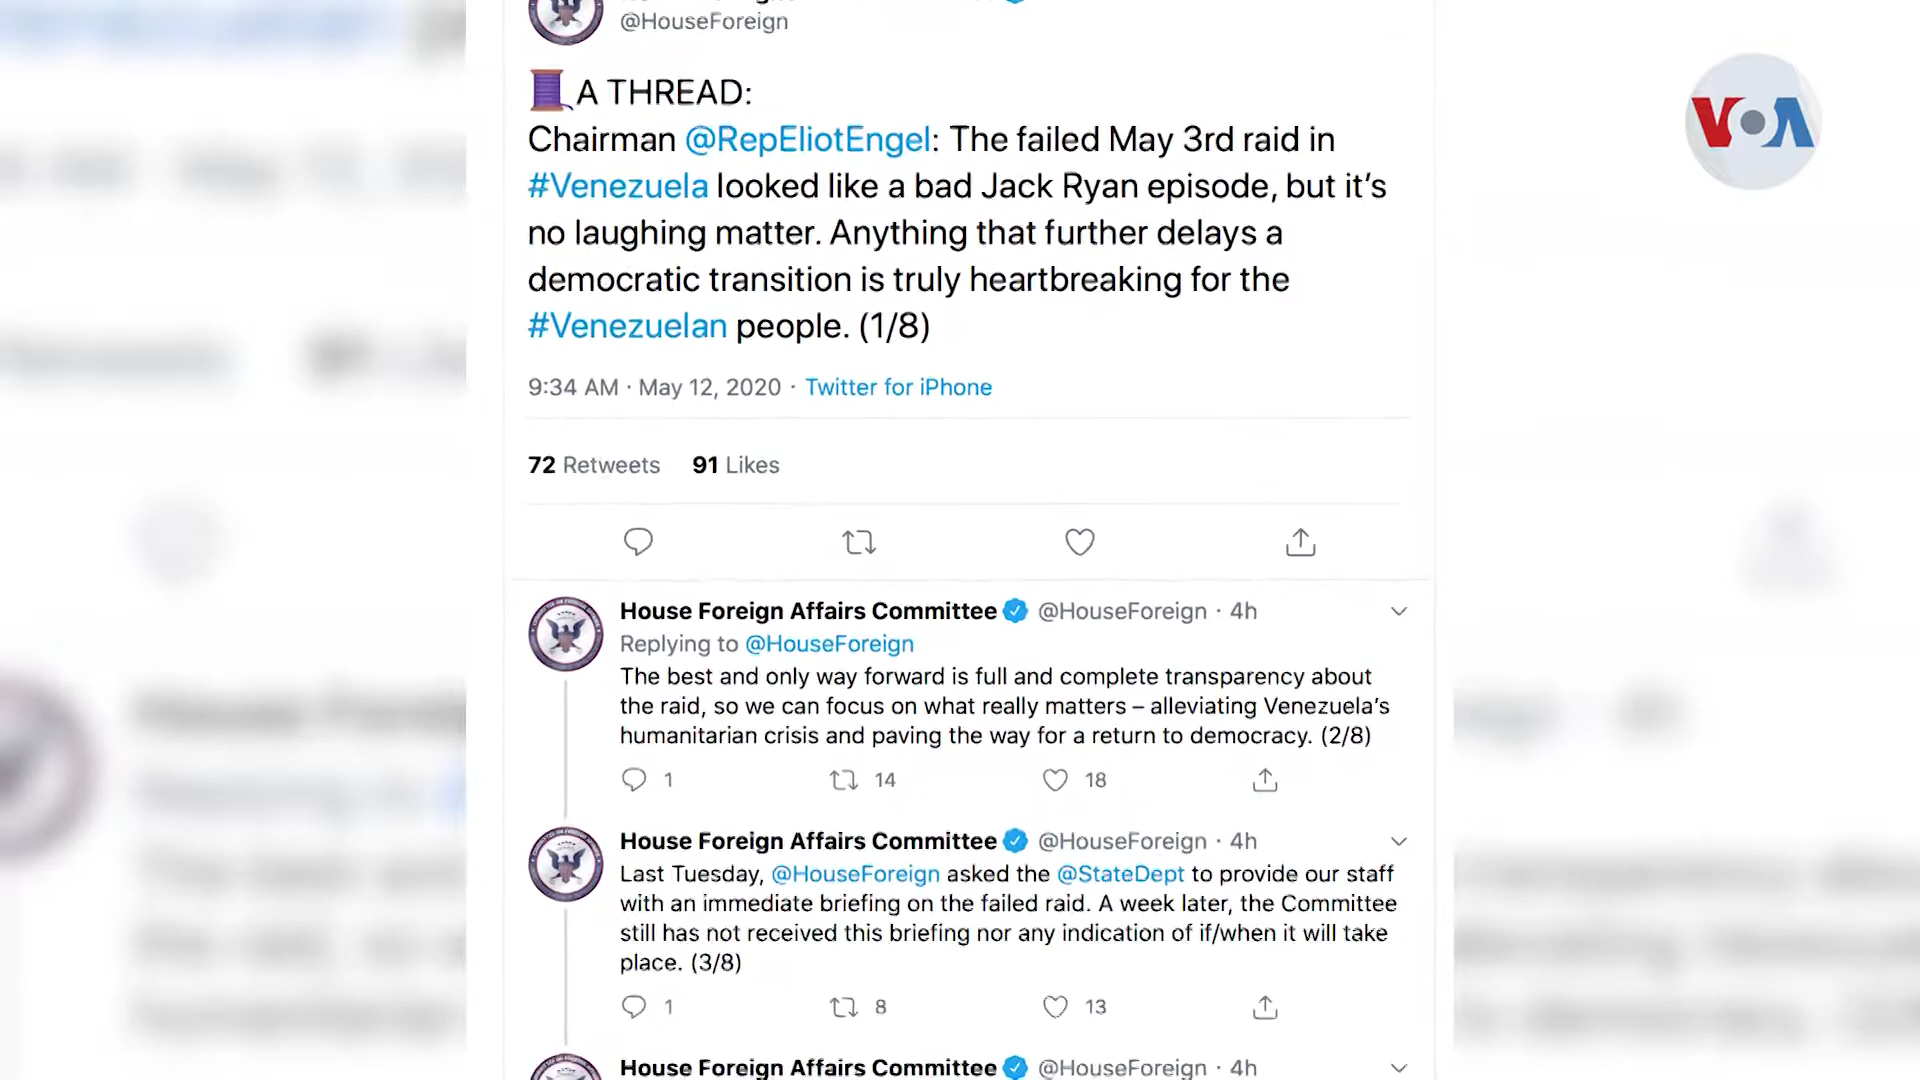 @HouseForeign
VOA
A THREAD:
Chairman @RepEliotEngel: The failed May 3rd raid in
#Venezuela looked like a bad Jack Ryan episode, but it’s
no laughing matter. Anything that further delays a
democratic transition is truly heartbreaking for the
#Venezuelan people. (1/8)
9:34 AM · May 12, 2020 · Twitter for iPhone
72 Retweets 91 Likes
House Foreign Affairs Committee @HouseForeign · 4h
Replying to @HouseForeign
The best and only way forward is full and complete transparency about
the raid, so we can focus on what really matters – alleviating Venezuela’s
humanitarian crisis and paving the way for a return to democracy. (2/8)
1 14 18
House Foreign Affairs Committee @HouseForeign · 4h
Last Tuesday, @HouseForeign asked the @StateDept to provide our staff
with an immediate briefing on the failed raid. A week later, the Committee
still has not received this briefing nor any indication of if/when it will take
place. (3/8)
1 8 13
House Foreign Affairs Committee @HouseForeign · 4h